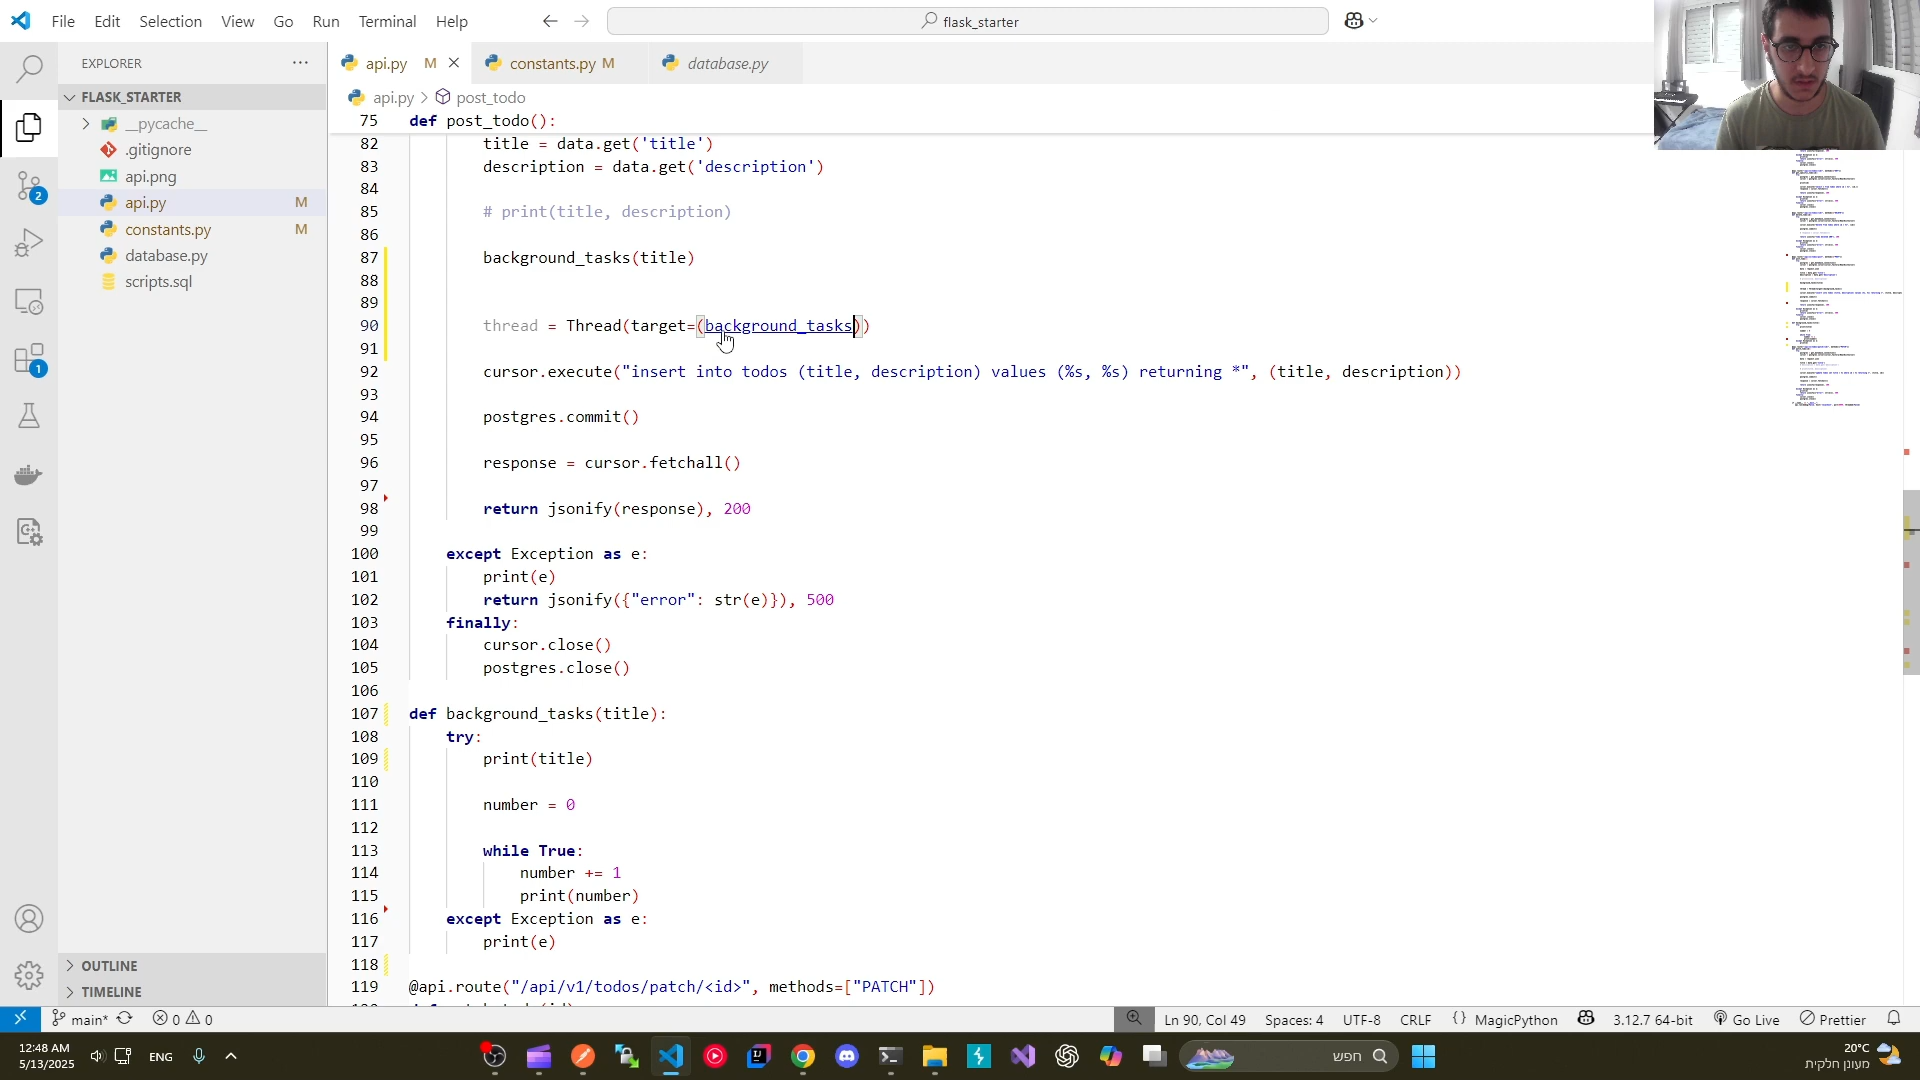 File Edit Selection View Go Run Terminal Help
flask_starter
EXPLORER
FLASK_STARTER
__pycache__
.gitignore
api.png
api.py M
constants.py M
database.py
scripts.sql
OUTLINE
TIMELINE
2
1
api.py M
constants.py M
database.py
api.py > post_todo
75 def post_todo():
82 title = data.get('title')
83 description = data.get('description')
84
85 # print(title, description)
86
87 background_tasks(title)
88
89
90 thread = Thread(target=(background_tasks))
91
92 cursor.execute("insert into todos (title, description) values (%s, %s) returning *", (title, description))
93
94 postgres.commit()
95
96 response = cursor.fetchall()
97
98 return jsonify(response), 200
99
100 except Exception as e:
101 print(e)
102 return jsonify({"error": str(e)}), 500
103 finally:
104 cursor.close()
105 postgres.close()
106
107 def background_tasks(title):
108 try:
109 print(title)
110
111 number = 0
112
113 while True:
114 number += 1
115 print(number)
116 except Exception as e:
117 print(e)
118
119 @api.route("/api/v1/todos/patch/<id>", methods=["PATCH"])
main* 0 0 Ln 90, Col 49 Spaces: 4 UTF-8 CRLF {} MagicPython 3.12.7 64-bit Go Live Prettier
12:48 AM
5/13/2025
ENG
חפש
20°C
מעונן חלקית